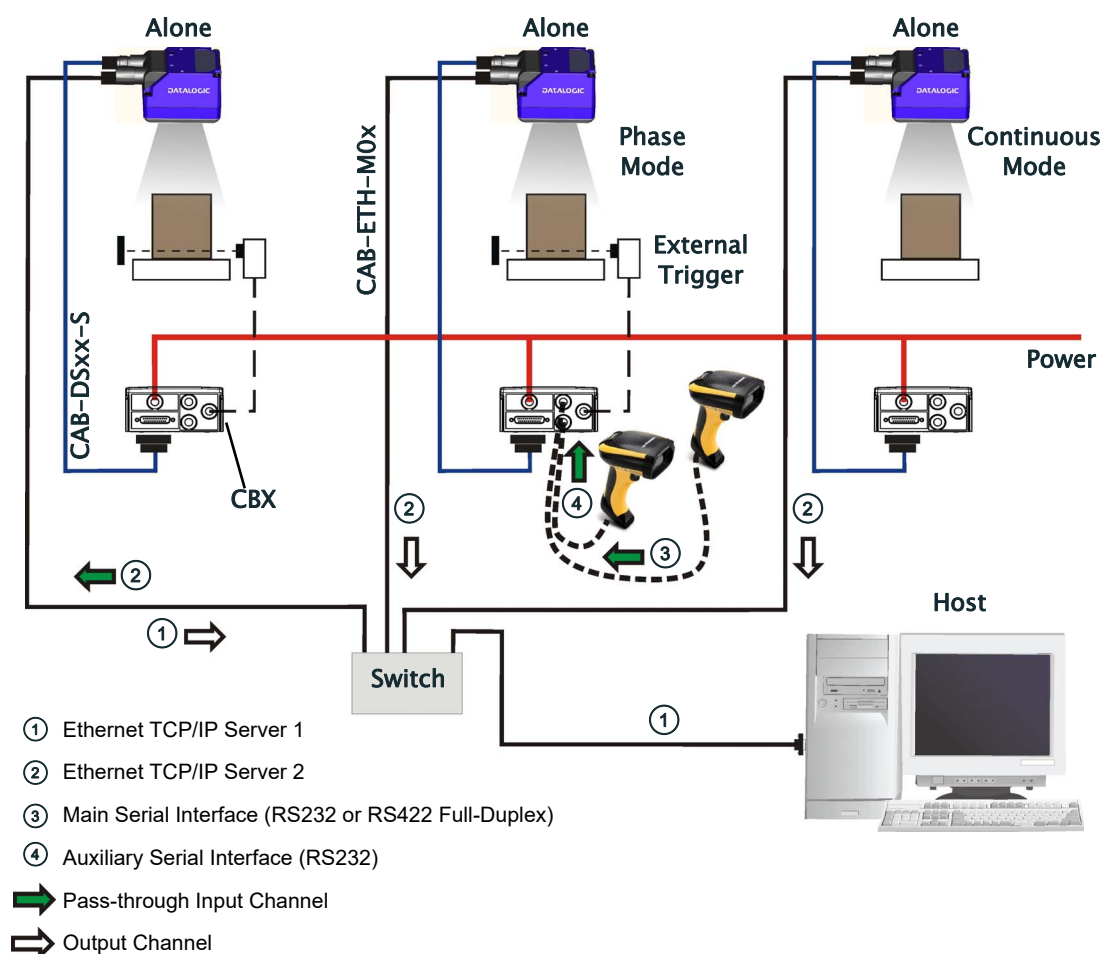 Alone
Alone
Alone
DATALOGIC
DATALOGIC
DATALOGIC
Phase
Mode
Continuous
Mode
CAB-DSxx-S
CAB-ETH-M0x
External
Trigger
Power
CBX
4
2
2
3
2
1
Host
Switch
1
1 Ethernet TCP/IP Server 1
2 Ethernet TCP/IP Server 2
3 Main Serial Interface (RS232 or RS422 Full-Duplex)
4 Auxiliary Serial Interface (RS232)
Pass-through Input Channel
Output Channel